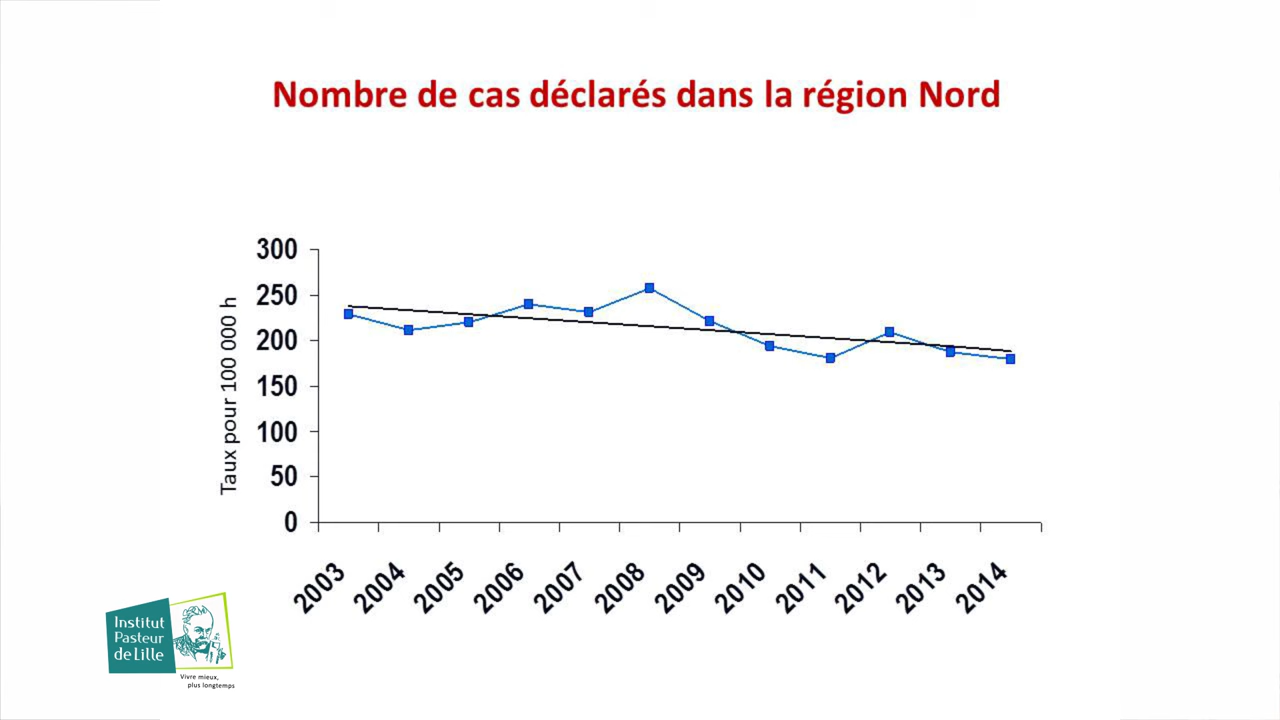 Nombre de cas déclarés dans la région Nord
Taux pour 100 000 h
300
250
200
150
100
50
0
2003
2004
2005
2006
2007
2008
2009
2010
2011
2012
2013
2014
Institut
Pasteur
de Lille
Vivre mieux,
plus longtemps